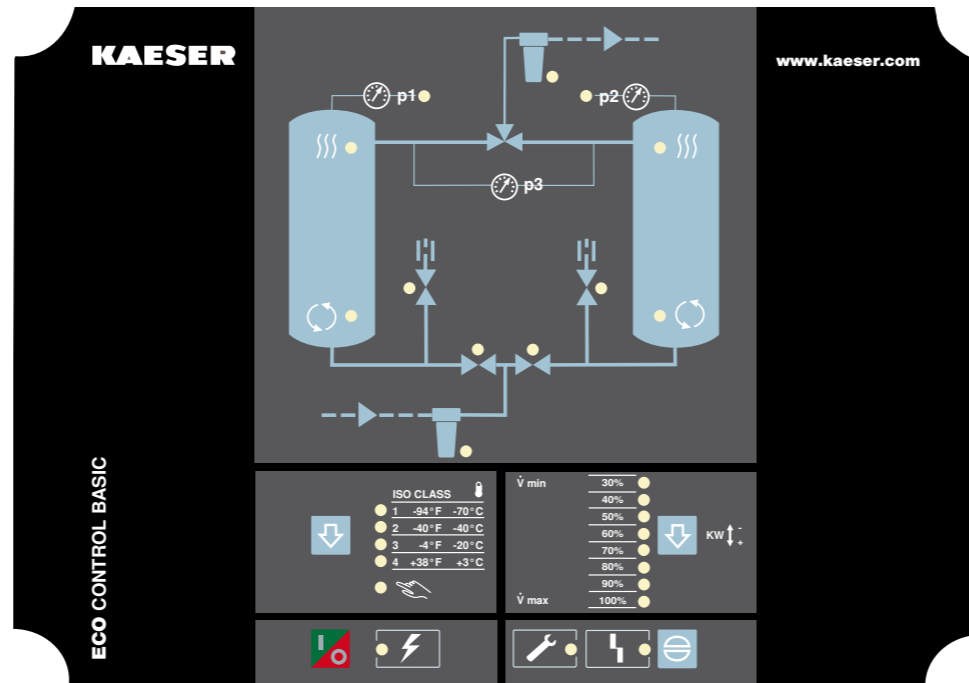 KAESER
www.kaeser.com
p1
p2
p3
ECO CONTROL BASIC
ISO CLASS
1 -94°F -70°C
2 -40°F -40°C
3 -4°F -20°C
4 +38°F +3°C
V̇ min
30%
40%
50%
60%
70%
80%
90%
V̇ max 100%
KW - +
I O